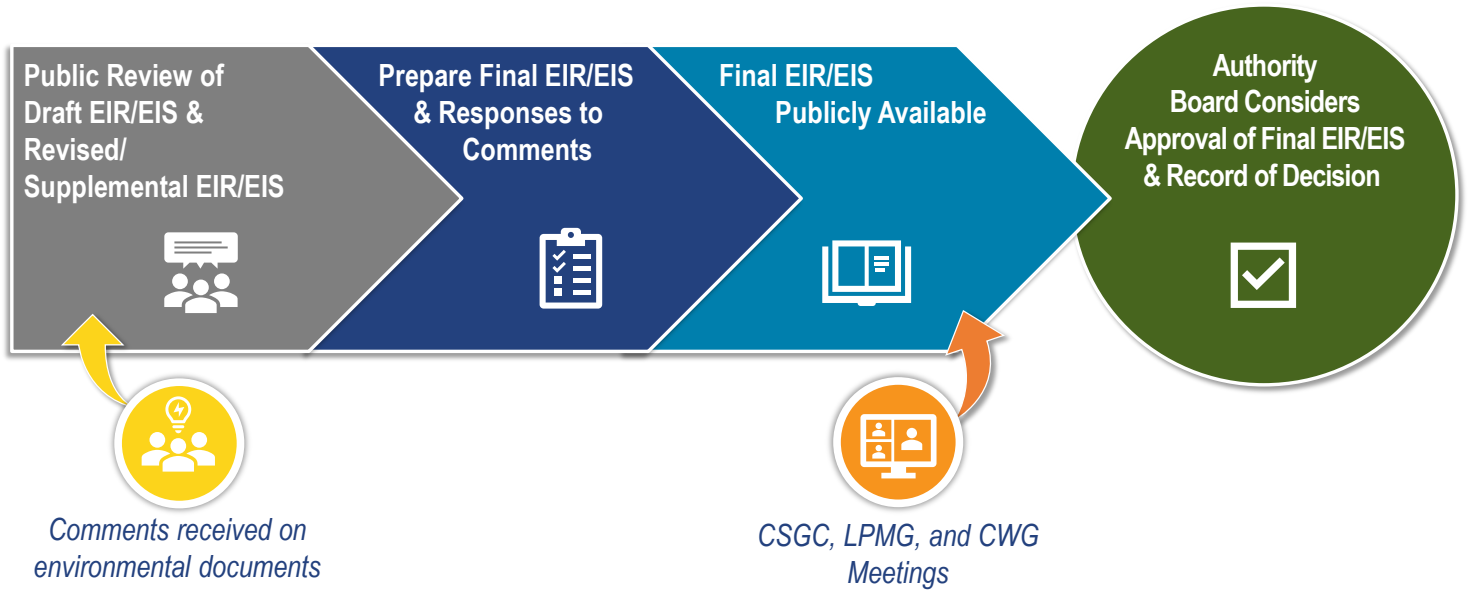 Public Review of
Draft EIR/EIS &
Revised/
Supplemental EIR/EIS
Prepare Final EIR/EIS
& Responses to
Comments
Final EIR/EIS
Publicly Available
Authority
Board Considers
Approval of Final EIR/EIS
& Record of Decision
Comments received on
environmental documents
CSGC, LPMG, and CWG
Meetings